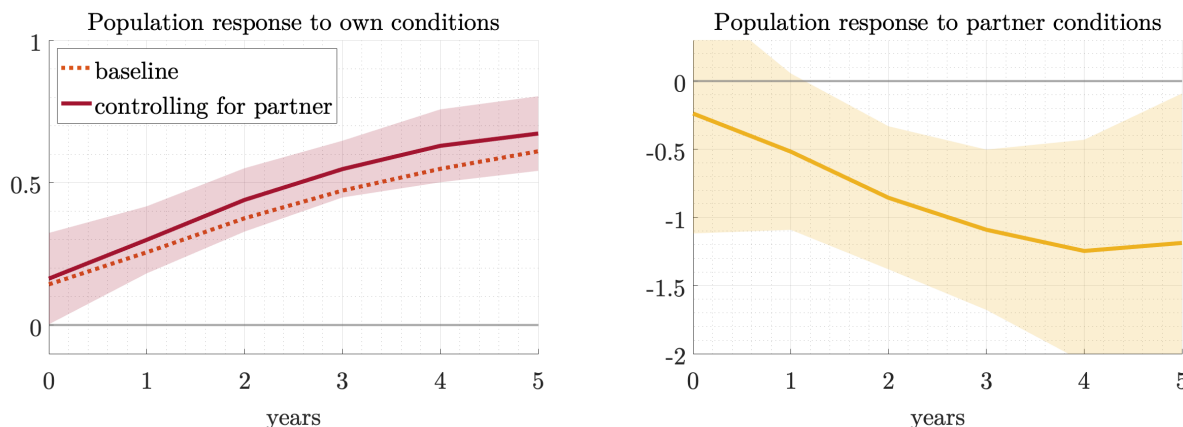 Population response to own conditions
1
0.5
0
baseline
controlling for partner
0 1 2 3 4 5
years
Population response to partner conditions
0
-0.5
-1
-1.5
-2
0 1 2 3 4 5
years